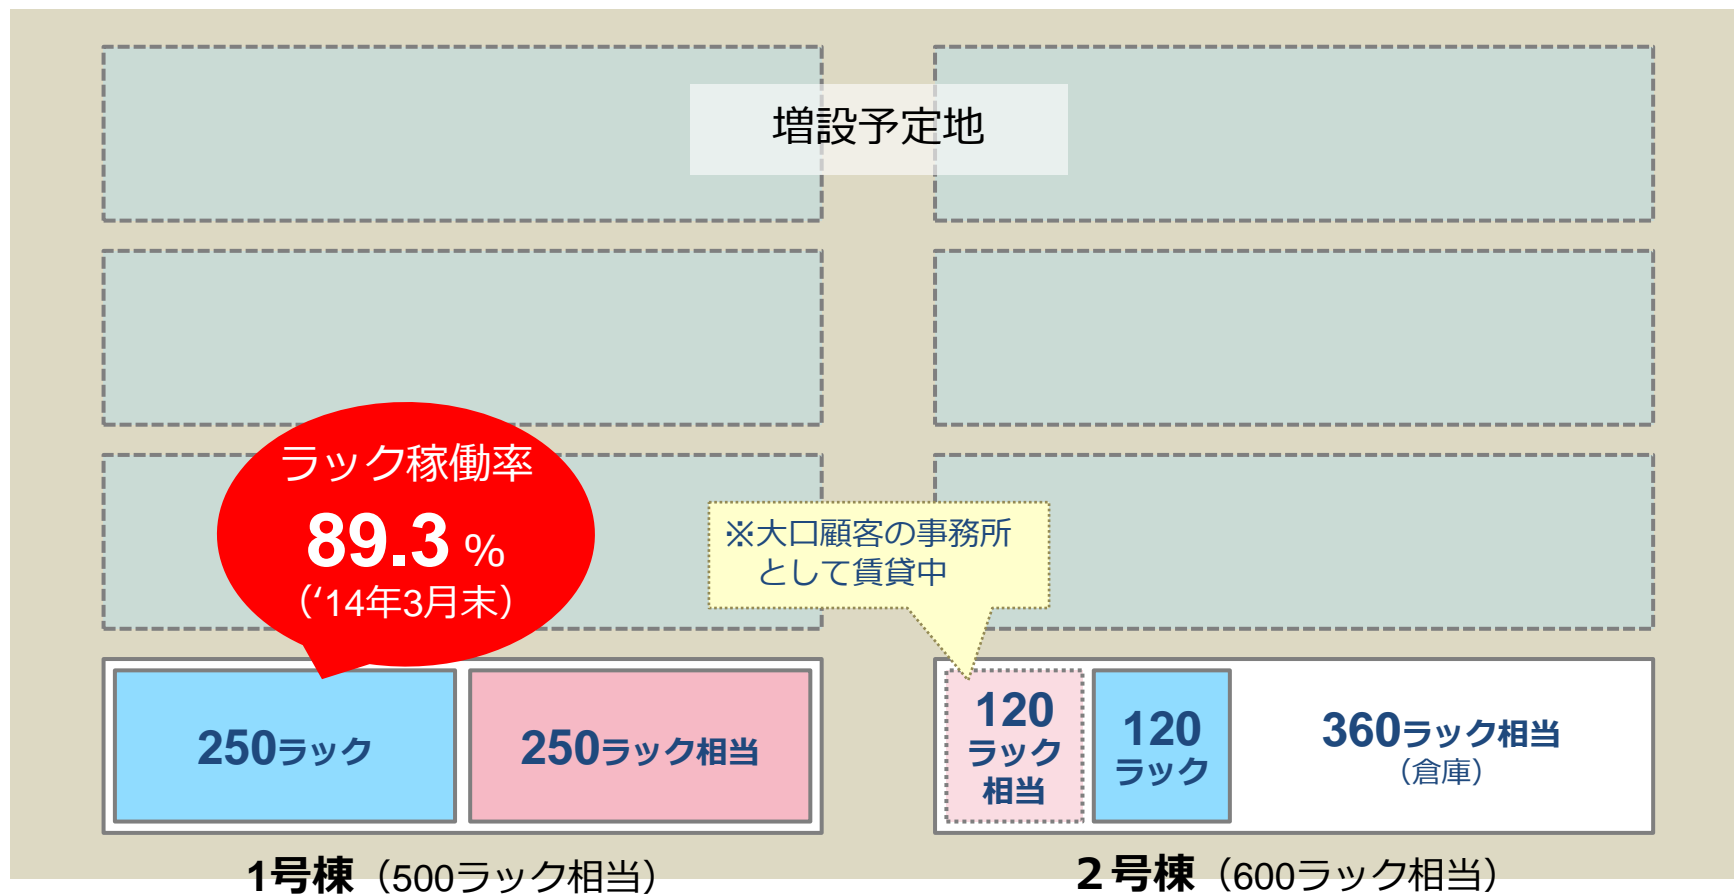 増設予定地
ラック稼働率
89.3 %
（‘14年3月末）
※大口顧客の事務所
として賃貸中
250ラック
250ラック相当
120
ラック
相当
120
ラック
360ラック相当
（倉庫）
1号棟（500ラック相当）
２号棟（600ラック相当）